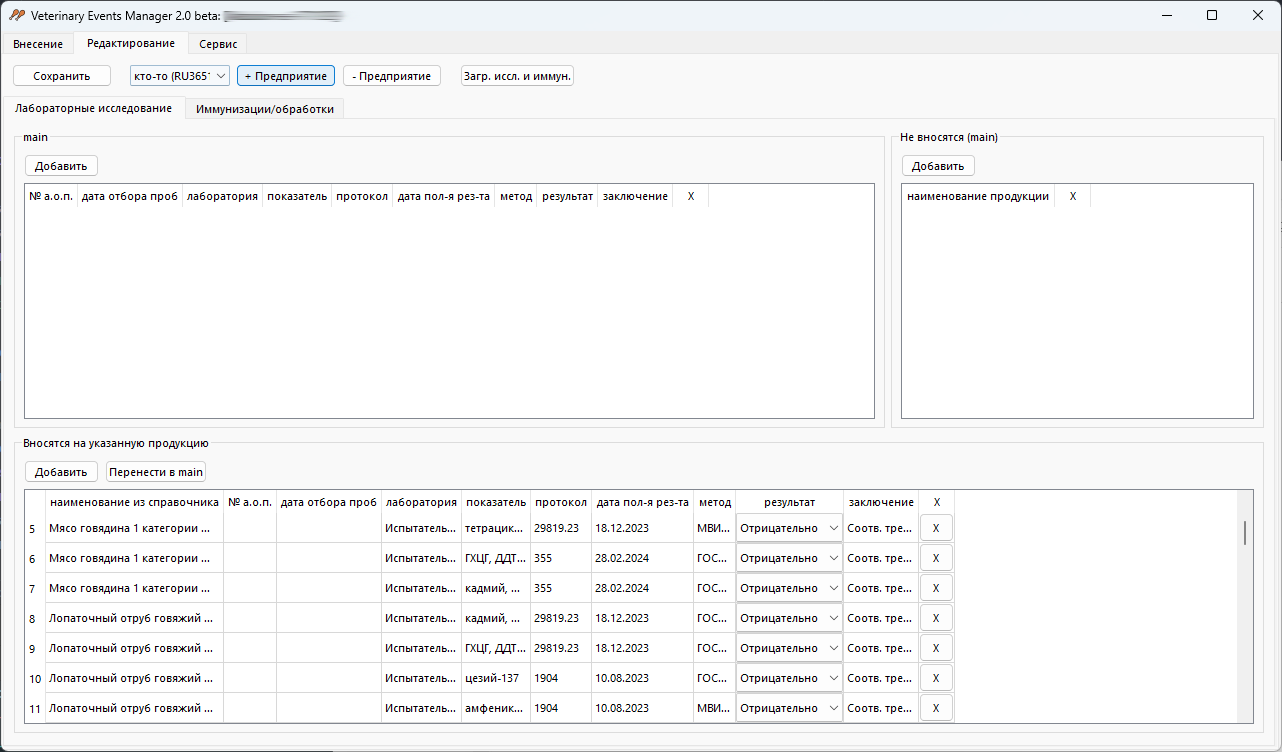 Veterinary Events Manager 2.0 beta:
Внесение Редактирование Сервис
Сохранить кто-то (RU365 + Предприятие - Предприятие Загр. иссл. и иммун.
Лабораторные исследование Иммунизации/обработки
main
Добавить
№ а.о.п. дата отбора проб лаборатория показатель протокол дата пол-я рез-та метод результат заключение X
Не вносятся (main)
Добавить
наименование продукции X
Вносятся на указанную продукцию
Добавить Перенести в main
наименование из справочника № а.о.п. дата отбора проб лаборатория показатель протокол дата пол-я рез-та метод результат заключение X
5 Мясо говядина 1 категории ... Испытатель... тетрацик... 29819.23 18.12.2023 МВИ... Отрицательно Соотв. тре... X
6 Мясо говядина 1 категории ... Испытатель... ГХЦГ, ДДТ... 355 28.02.2024 ГОС... Отрицательно Соотв. тре... X
7 Мясо говядина 1 категории ... Испытатель... кадмий, ... 355 28.02.2024 ГОС... Отрицательно Соотв. тре... X
8 Лопаточный отруб говяжий ... Испытатель... кадмий, ... 29819.23 18.12.2023 ГОС... Отрицательно Соотв. тре... X
9 Лопаточный отруб говяжий ... Испытатель... ГХЦГ, ДДТ... 29819.23 18.12.2023 ГОС... Отрицательно Соотв. тре... X
10 Лопаточный отруб говяжий ... Испытатель... цезий-137 1904 10.08.2023 ГОС... Отрицательно Соотв. тре... X
11 Лопаточный отруб говяжий ... Испытатель... амфеник... 1904 10.08.2023 МВИ... Отрицательно Соотв. тре... X